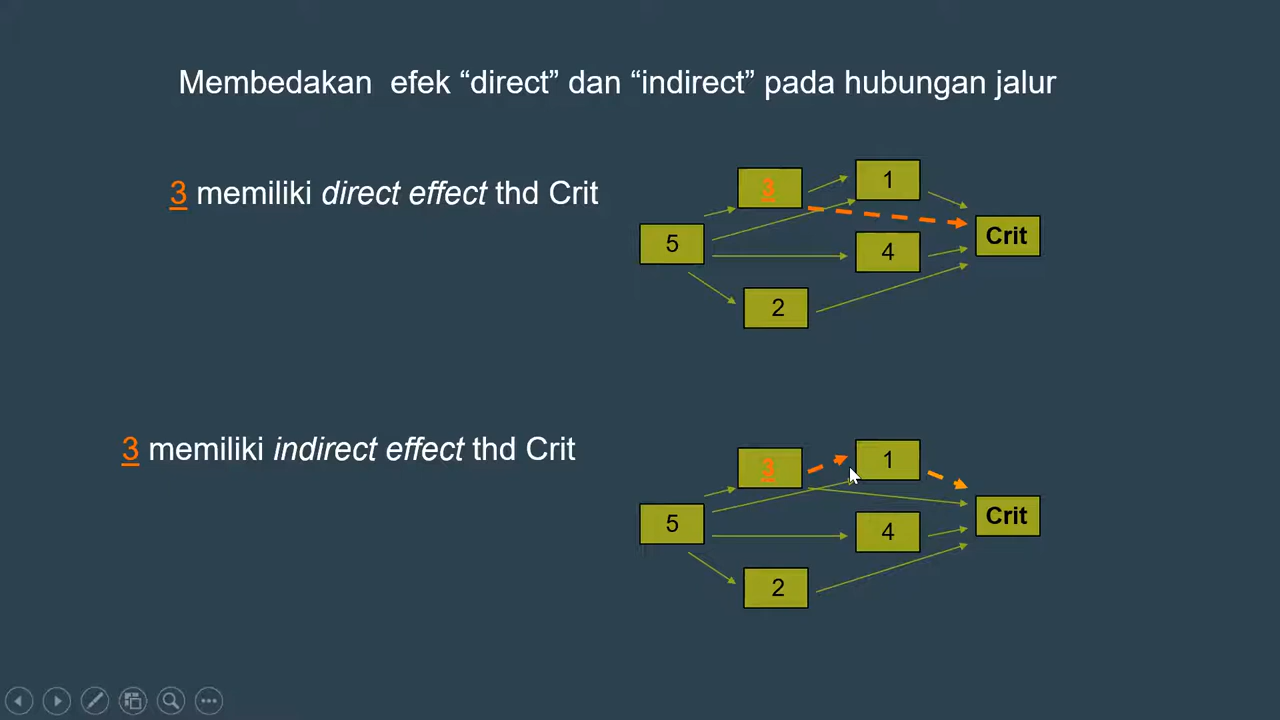 Membedakan efek “direct” dan “indirect” pada hubungan jalur
3 memiliki direct effect thd Crit
3
1
5
4
2
Crit
3 memiliki indirect effect thd Crit
3
1
5
4
2
Crit